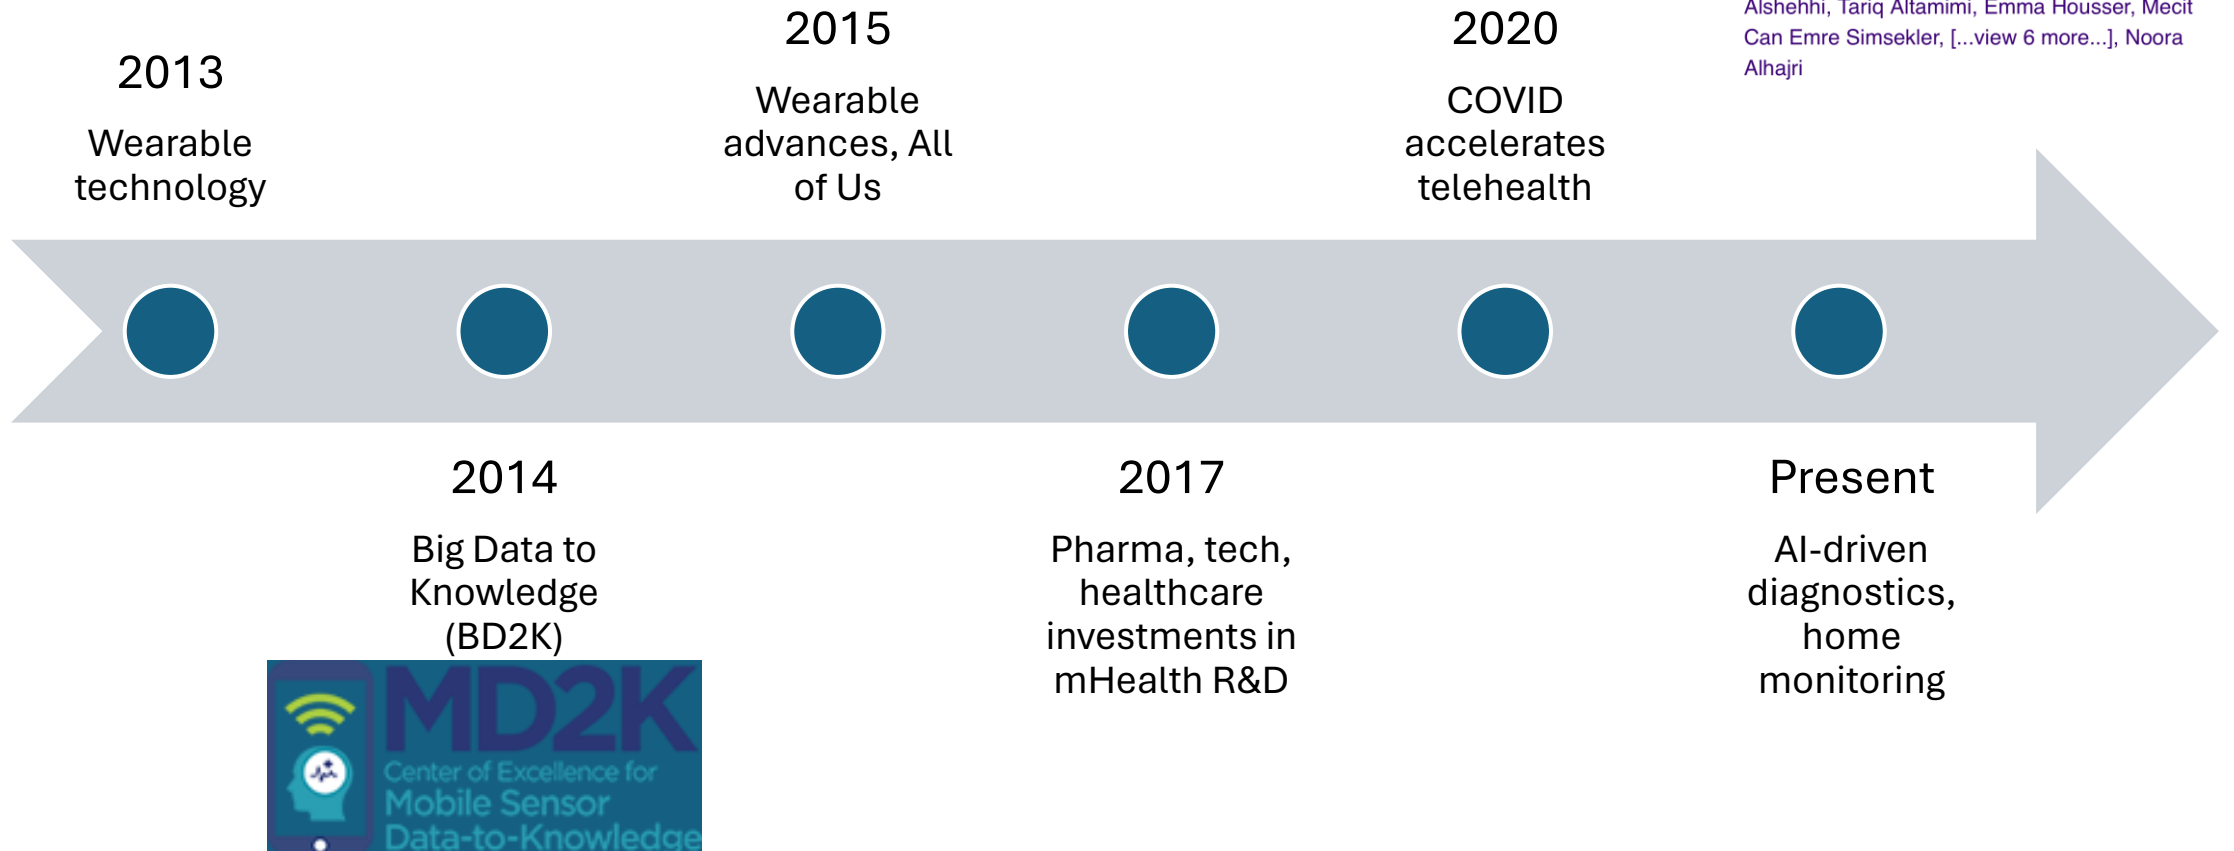 2013
Wearable
technology
2014
Big Data to
Knowledge
(BD2K)
MD2K
Center of Excellence for
Mobile Sensor
Data-to-Knowledge
2015
Wearable
advances, All
of Us
2017
Pharma, tech,
healthcare
investments in
mHealth R&D
2020
COVID
accelerates
telehealth
Present
AI-driven
diagnostics,
home
monitoring
Alshehhi, Tariq Altamimi, Emma Housser, Mecit
Can Emre Simsekler, [...view 6 more...], Noora
Alhajri